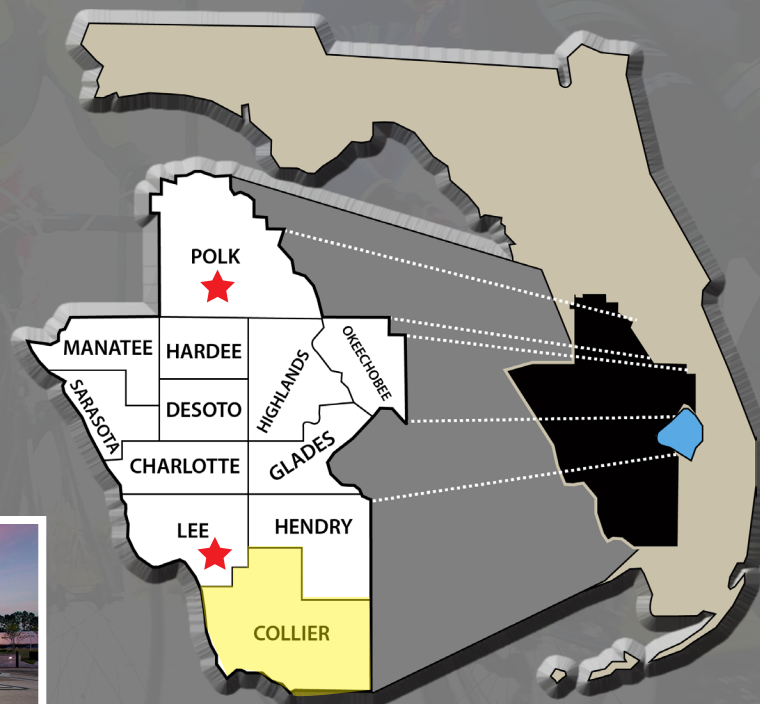 POLK
MANATEE
HARDEE
HIGHLANDS
OKEECHOBEE
SARASOTA
DESOTO
CHARLOTTE
GLADES
LEE
HENDRY
COLLIER